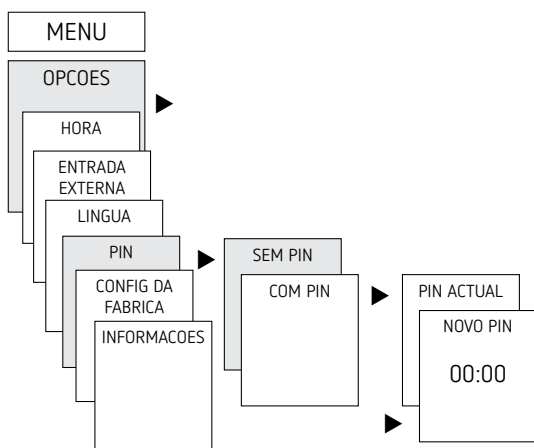 MENU
OPCOES
HORA
ENTRADA
EXTERNA
LINGUA
PIN
CONFIG DA
FABRICA
INFORMACOES
SEM PIN
COM PIN
PIN ACTUAL
NOVO PIN
00:00